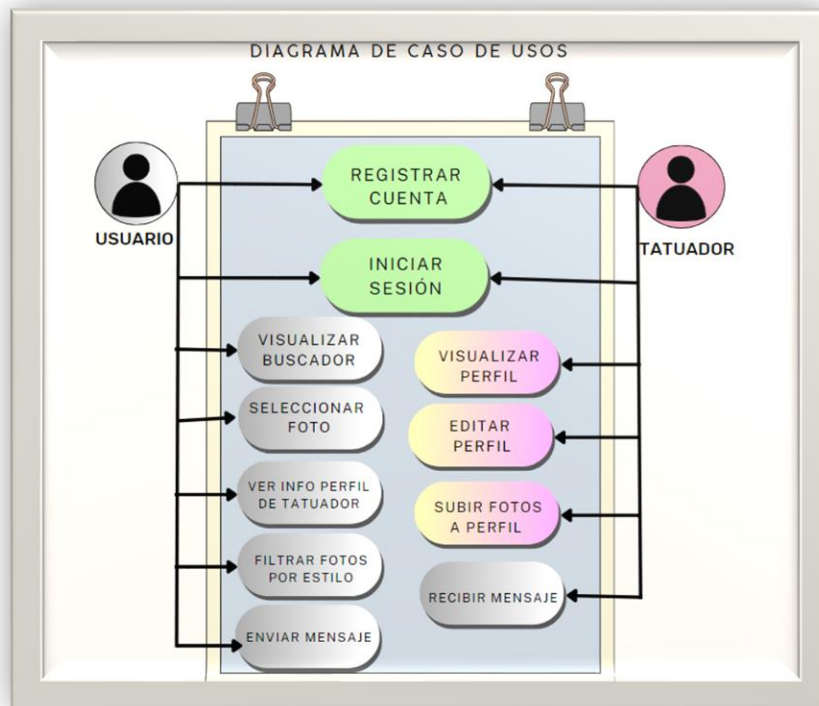 DIAGRAMA DE CASO DE USOS
REGISTRAR
CUENTA
USUARIO
TATUADOR
INICIAR
SESIÓN
VISUALIZAR
BUSCADOR
VISUALIZAR
PERFIL
SELECCIONAR
FOTO
EDITAR
PERFIL
VER INFO PERFIL
DE TATUADOR
SUBIR FOTOS
A PERFIL
FILTRAR FOTOS
POR ESTILO
RECIBIR MENSAJE
ENVIAR MENSAJE